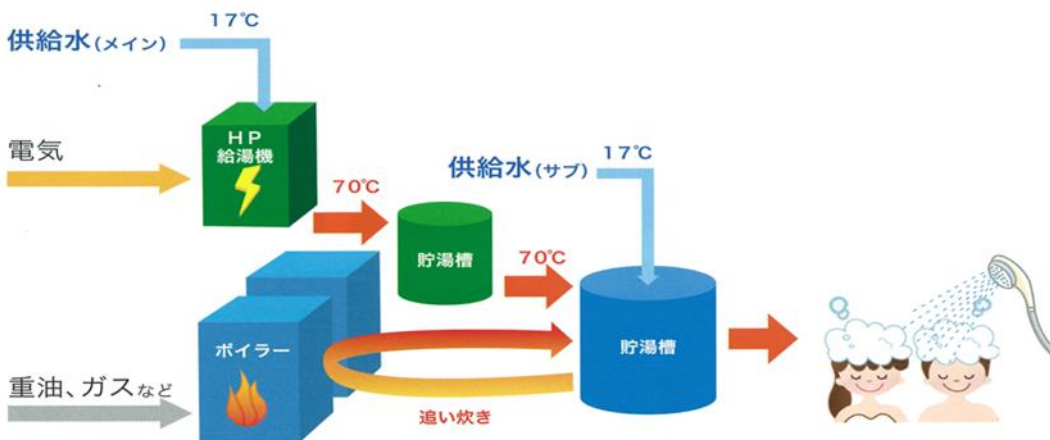 17℃
供給水(メイン)
電気
HP
給湯機
70℃
貯湯槽
供給水(サブ)
17℃
70℃
貯湯槽
ボイラー
重油、ガスなど
追い炊き